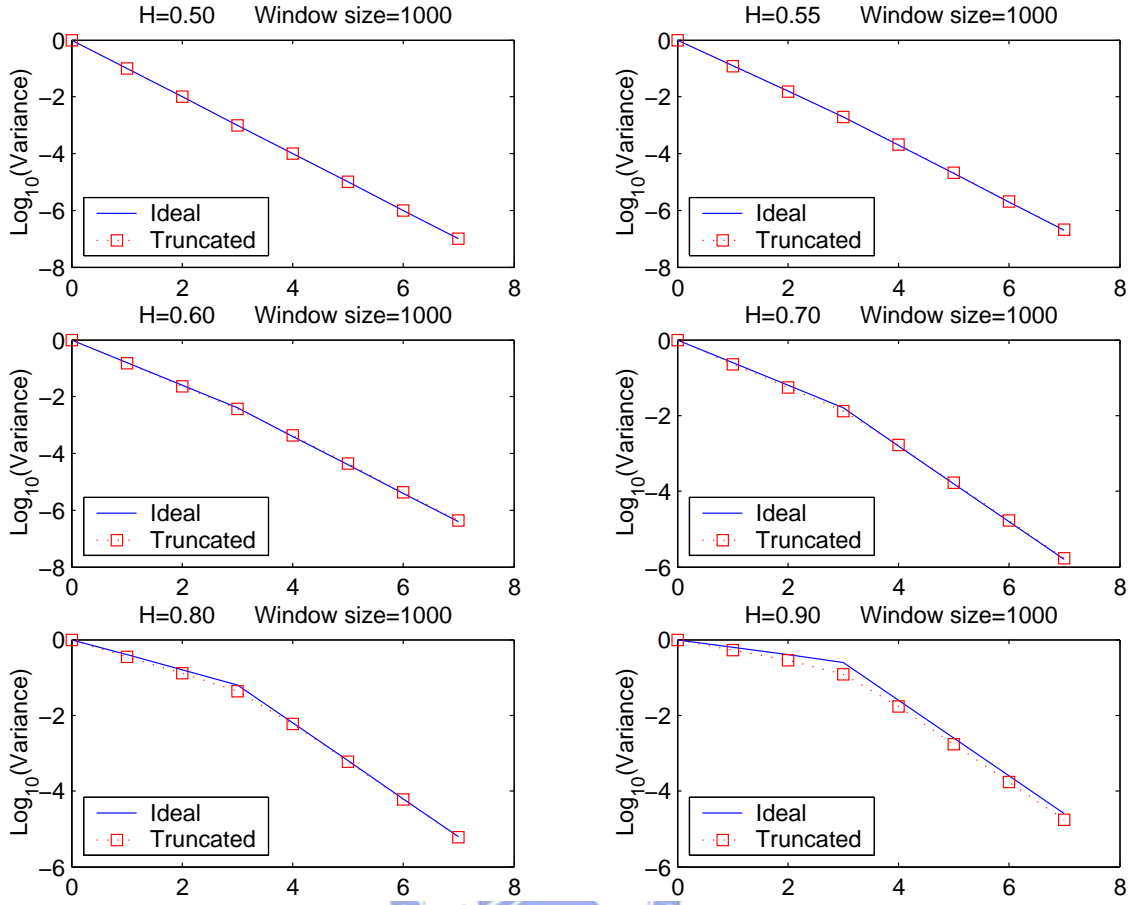 H=0.50 Window size=1000
0
−2
−4
−6
−8
Log10(Variance)
Ideal
Truncated
0 2 4 6 8
H=0.55 Window size=1000
0
−2
−4
−6
−8
Log10(Variance)
Ideal
Truncated
0 2 4 6 8
H=0.60 Window size=1000
0
−2
−4
−6
−8
Log10(Variance)
Ideal
Truncated
0 2 4 6 8
H=0.70 Window size=1000
0
−2
−4
−6
Log10(Variance)
Ideal
Truncated
0 2 4 6 8
H=0.80 Window size=1000
0
−2
−4
−6
Log10(Variance)
Ideal
Truncated
0 2 4 6 8
H=0.90 Window size=1000
0
−2
−4
−6
Log10(Variance)
Ideal
Truncated
0 2 4 6 8